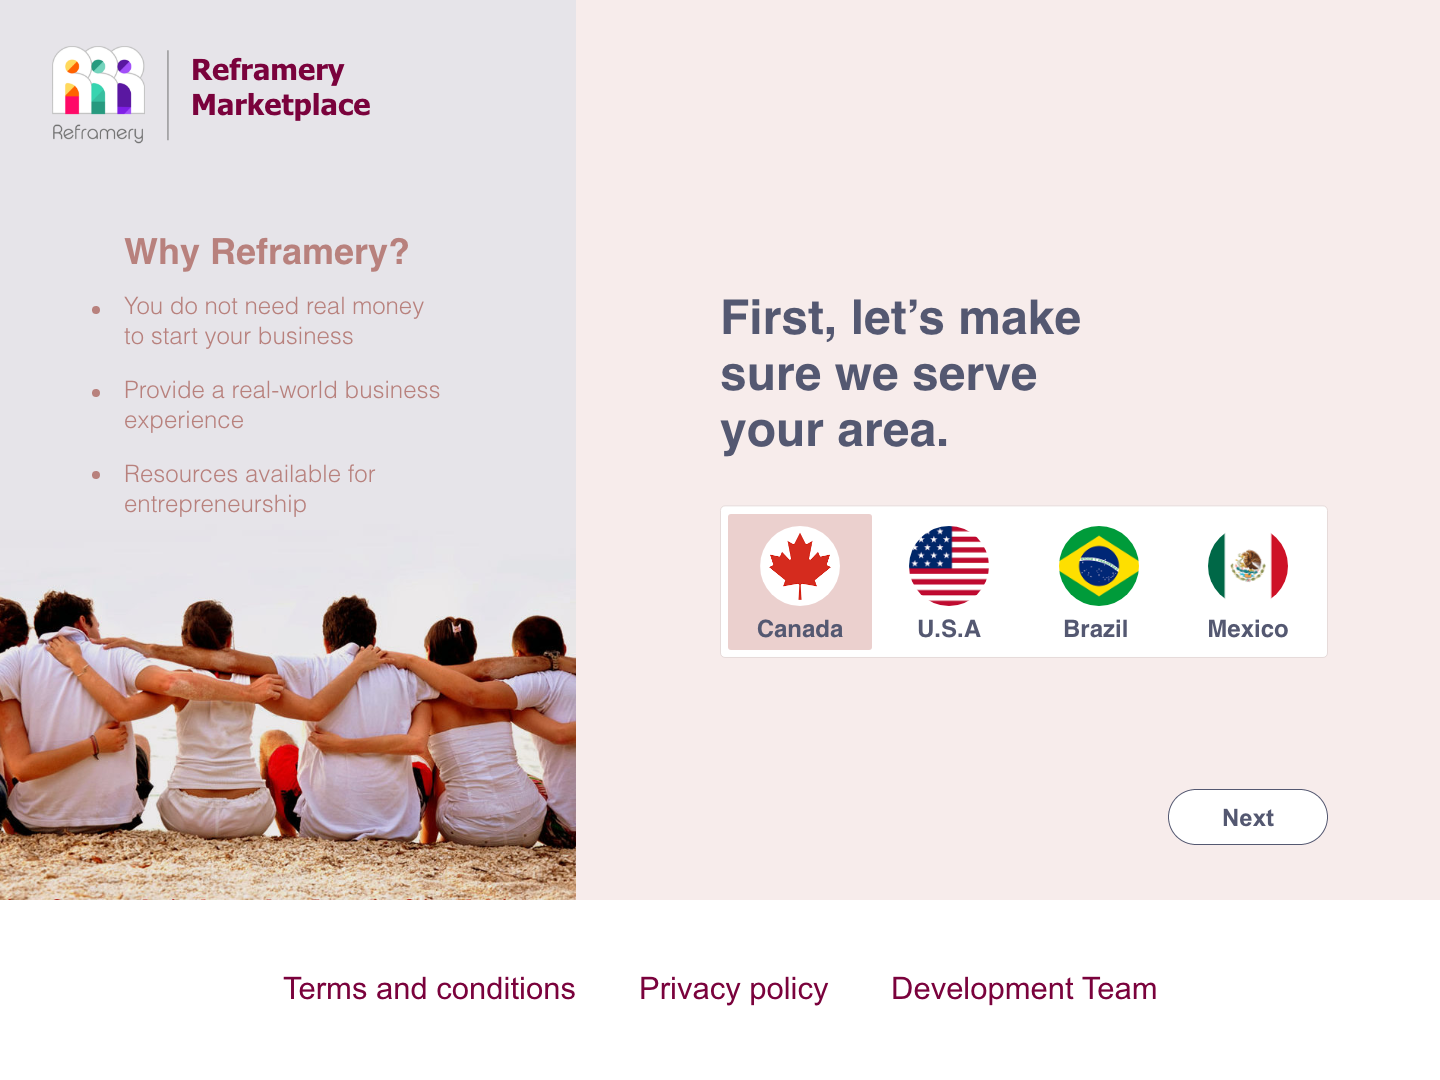 Reframery
Reframery
Marketplace
Why Reframery?
You do not need real money
to start your business
Provide a real-world business
experience
Resources available for
entrepreneurship
First, let’s make
sure we serve
your area.
Canada
U.S.A
Brazil
Mexico
Next
Terms and conditions
Privacy policy
Development Team